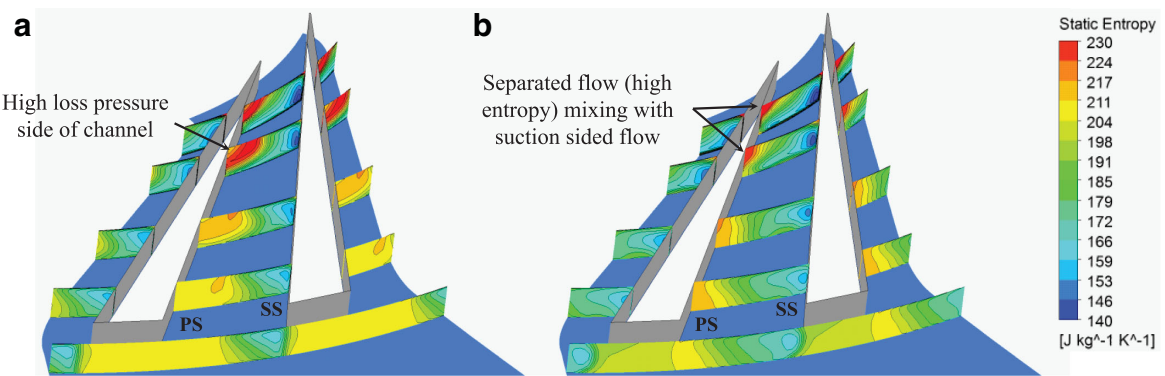 a
b
High loss pressure
side of channel
Separated flow (high
entropy) mixing with
suction sided flow
PS
SS
PS
SS
Static Entropy
230
224
217
211
204
198
191
185
179
172
166
159
153
146
140
[J kg^-1 K^-1]